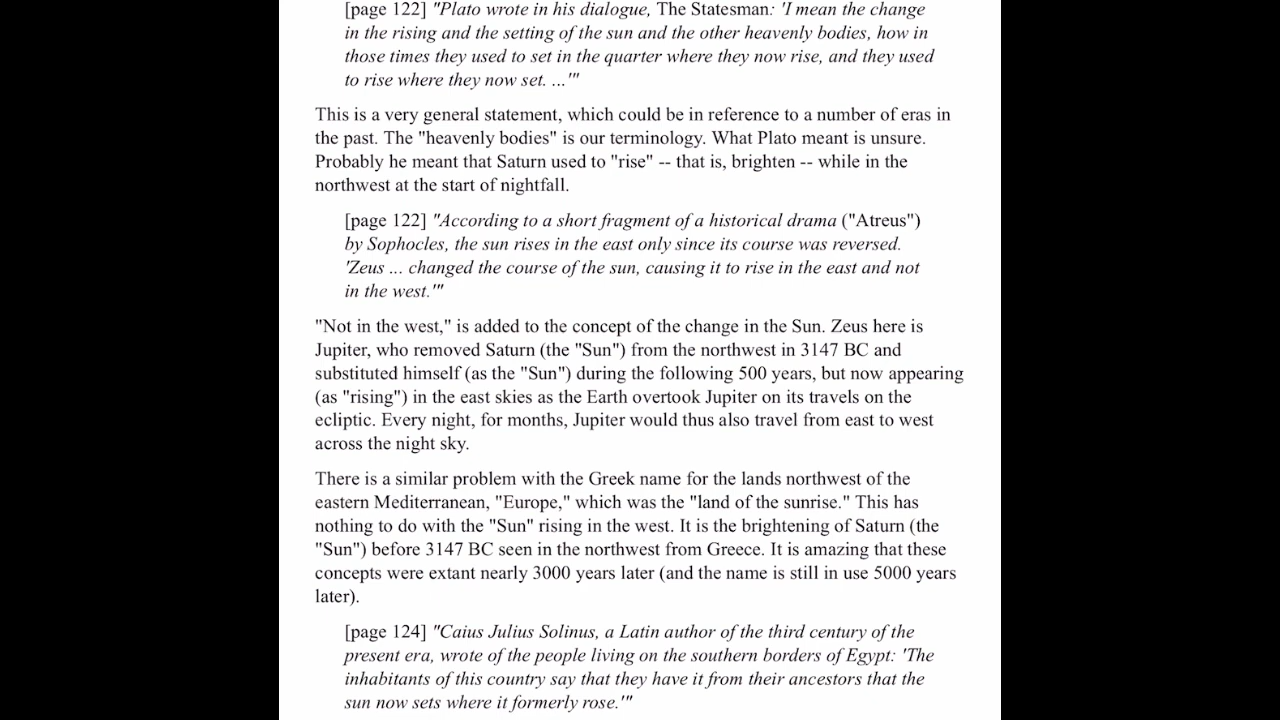 [page 122] "Plato wrote in his dialogue, The Statesman: 'I mean the change
in the rising and the setting of the sun and the other heavenly bodies, how in
those times they used to set in the quarter where they now rise, and they used
to rise where they now set. ...'"
This is a very general statement, which could be in reference to a number of eras in
the past. The "heavenly bodies" is our terminology. What Plato meant is unsure.
Probably he meant that Saturn used to "rise" -- that is, brighten -- while in the
northwest at the start of nightfall.
[page 122] "According to a short fragment of a historical drama ("Atreus")
by Sophocles, the sun rises in the east only since its course was reversed.
'Zeus ... changed the course of the sun, causing it to rise in the east and not
in the west.'"
"Not in the west," is added to the concept of the change in the Sun. Zeus here is
Jupiter, who removed Saturn (the "Sun") from the northwest in 3147 BC and
substituted himself (as the "Sun") during the following 500 years, but now appearing
(as "rising") in the east skies as the Earth overtook Jupiter on its travels on the
ecliptic. Every night, for months, Jupiter would thus also travel from east to west
across the night sky.
There is a similar problem with the Greek name for the lands northwest of the
eastern Mediterranean, "Europe," which was the "land of the sunrise." This has
nothing to do with the "Sun" rising in the west. It is the brightening of Saturn (the
"Sun") before 3147 BC seen in the northwest from Greece. It is amazing that these
concepts were extant nearly 3000 years later (and the name is still in use 5000 years
later).
[page 124] "Caius Julius Solinus, a Latin author of the third century of the
present era, wrote of the people living on the southern borders of Egypt: 'The
inhabitants of this country say that they have it from their ancestors that the
sun now sets where it formerly rose.'"